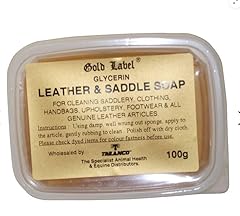 Gold Label®
GLYCERIN
LEATHER & SADDLE SOAP
FOR CLEANING SADDLERY, CLOTHING,
HANDBAGS, UPHOLSTERY, FOOTWEAR & ALL
GENUINE LEATHER ARTICLES
Instructions : Using damp, well wrung out sponge, apply to
the article, gently rubbing to clean. Polish off with dry cloth.
Please check dyed items for colour fastness before use.
Wholesaled by
TREANCO
The Specialist Animal Health
& Equine Distributors.
100g